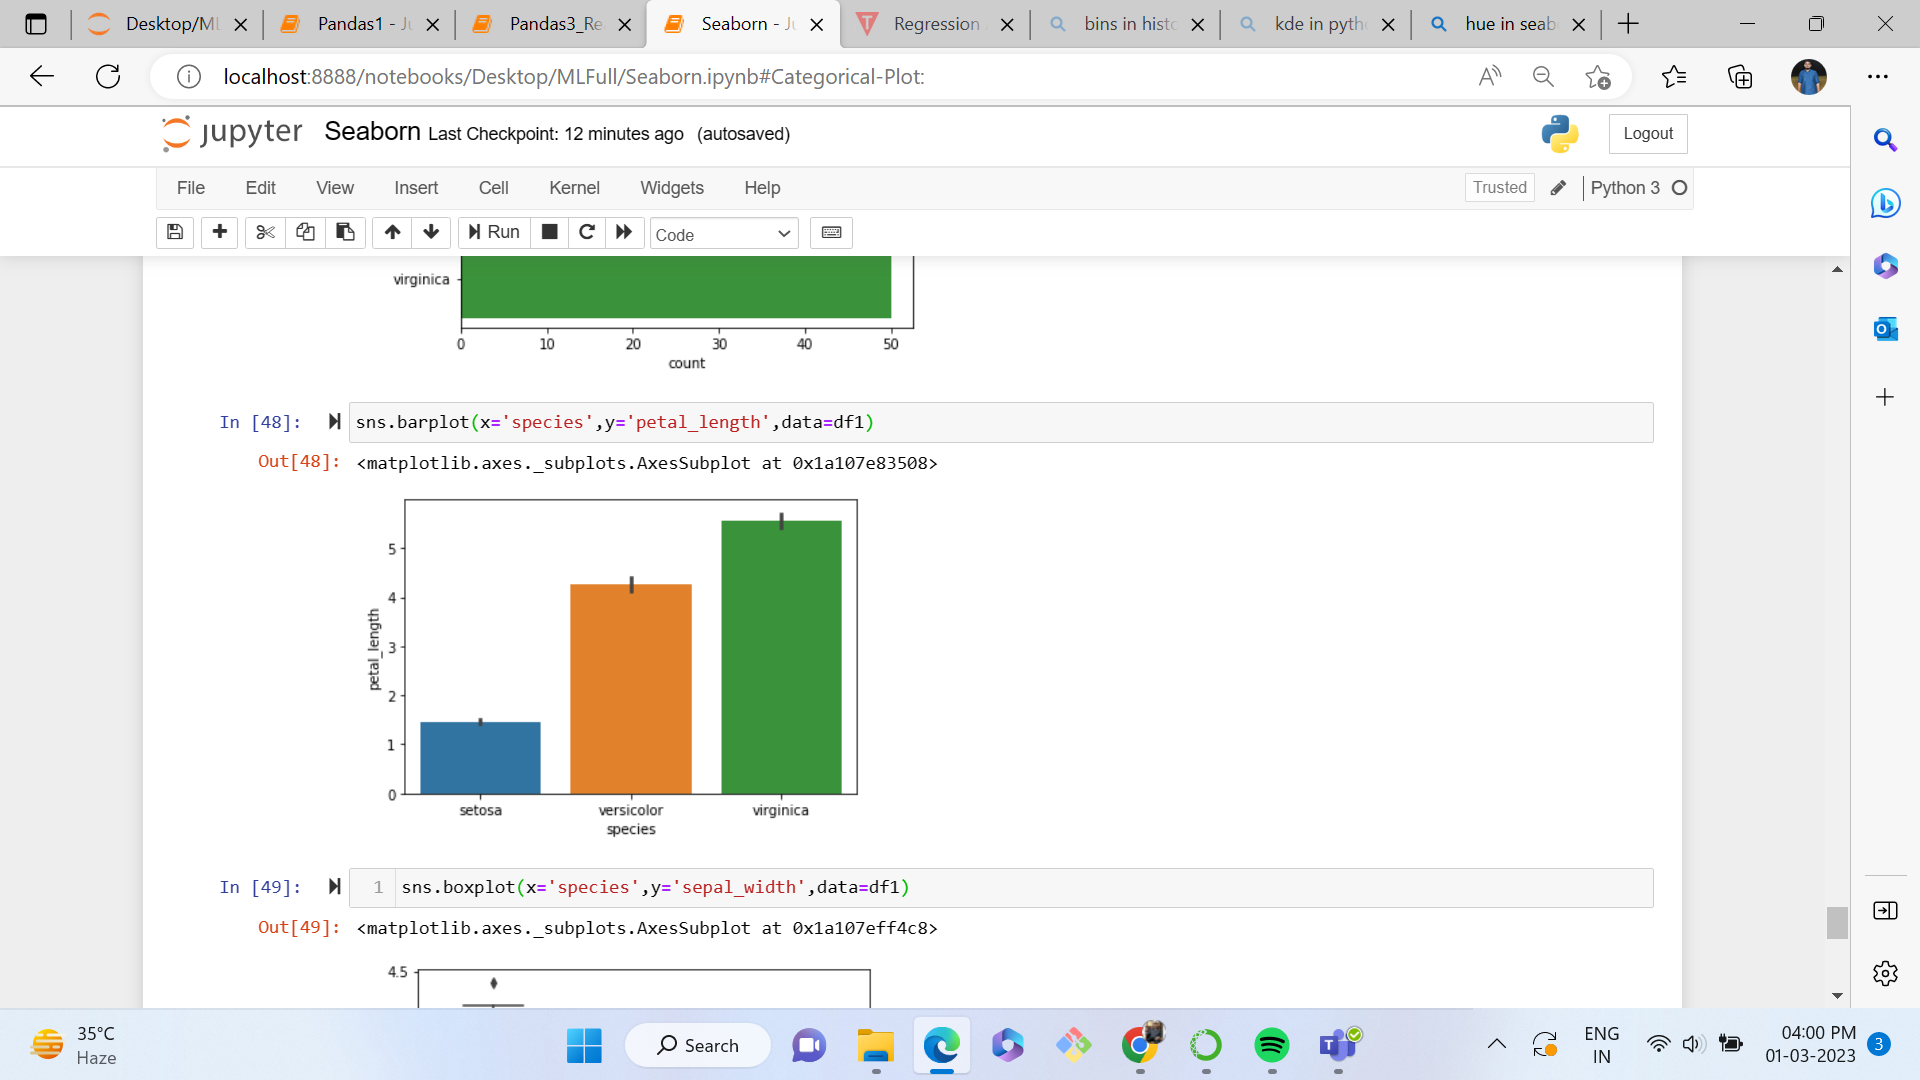 Desktop/ML
Pandas1 - Ju
Pandas3_Re
Seaborn - Ju
Regression
bins in histo
kde in pytho
hue in seab
localhost:8888/notebooks/Desktop/MLFull/Seaborn.ipynb#Categorical-Plot:
jupyter Seaborn Last Checkpoint: 12 minutes ago (autosaved)
Logout
File Edit View Insert Cell Kernel Widgets Help
Trusted Python 3
Run Code
virginica
0 10 20 30 40 50
count
In [48]: sns.barplot(x='species',y='petal_length',data=df1)
Out[48]: <matplotlib.axes._subplots.AxesSubplot at 0x1a107e83508>
5
4
3
2
1
0
petal_length
setosa versicolor virginica
species
In [49]: 1 sns.boxplot(x='species',y='sepal_width',data=df1)
Out[49]: <matplotlib.axes._subplots.AxesSubplot at 0x1a107eff4c8>
4.5
35°C
Haze
Search
ENG
IN
04:00 PM
01-03-2023
3